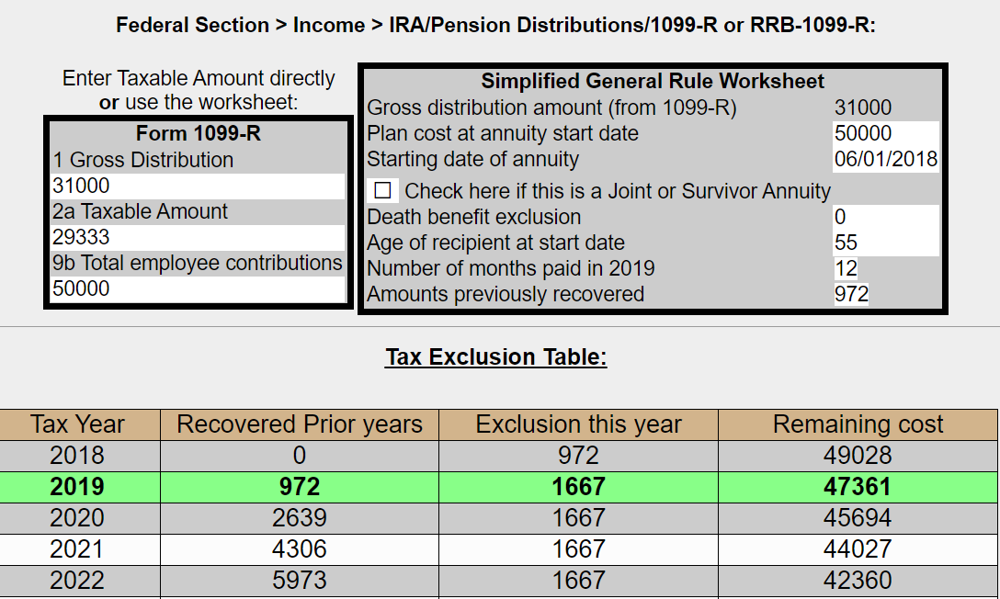 Federal Section > Income > IRA/Pension Distributions/1099-R or RRB-1099-R:
Enter Taxable Amount directly
or use the worksheet:
Form 1099-R
1 Gross Distribution
31000
2a Taxable Amount
29333
9b Total employee contributions
50000
Simplified General Rule Worksheet
Gross distribution amount (from 1099-R) 31000
Plan cost at annuity start date 50000
Starting date of annuity 06/01/2018
Check here if this is a Joint or Survivor Annuity
Death benefit exclusion 0
Age of recipient at start date 55
Number of months paid in 2019 12
Amounts previously recovered 972
Tax Exclusion Table:
Tax Year Recovered Prior years Exclusion this year Remaining cost
2018 0 972 49028
2019 972 1667 47361
2020 2639 1667 45694
2021 4306 1667 44027
2022 5973 1667 42360